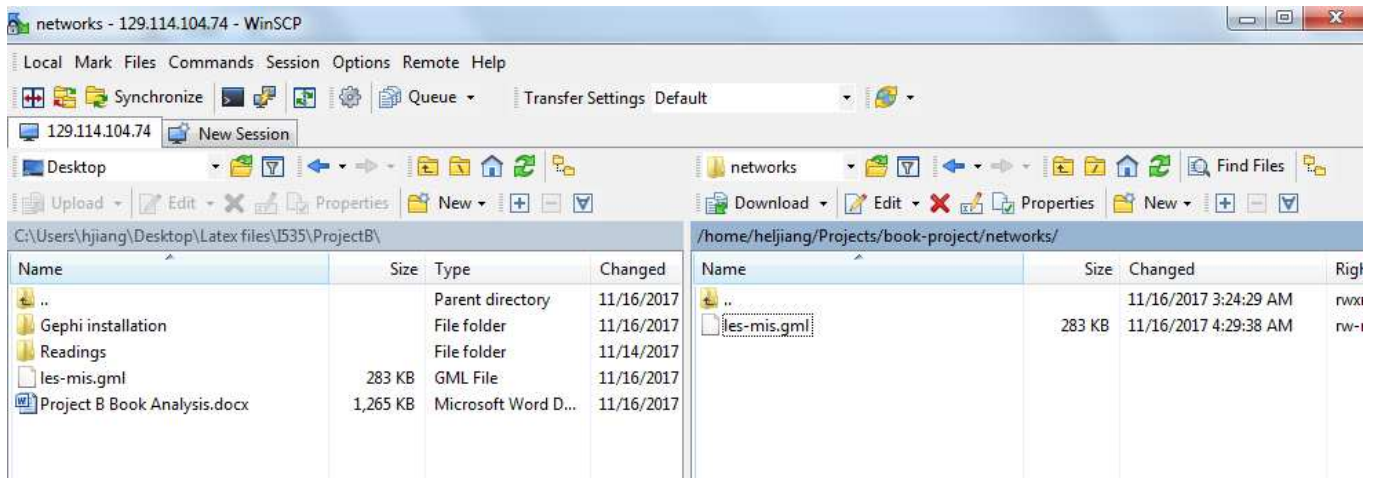 networks - 129.114.104.74 - WinSCP
Local Mark Files Commands Session Options Remote Help
Synchronize Queue Transfer Settings Default
129.114.104.74 New Session
Desktop networks Find Files
Upload Edit Properties New Download Edit Properties New
C:\Users\hjiang\Desktop\Latex files\I535\ProjectB\ /home/heljiang/Projects/book-project/networks/
Name Size Type Changed Name Size Changed Righ
.. Parent directory 11/16/2017 .. 11/16/2017 3:24:29 AM rwxr
Gephi installation File folder 11/16/2017 les-mis.gml 283 KB 11/16/2017 4:29:38 AM rw-r
Readings File folder 11/14/2017
les-mis.gml 283 KB GML File 11/16/2017
Project B Book Analysis.docx 1,265 KB Microsoft Word D... 11/16/2017